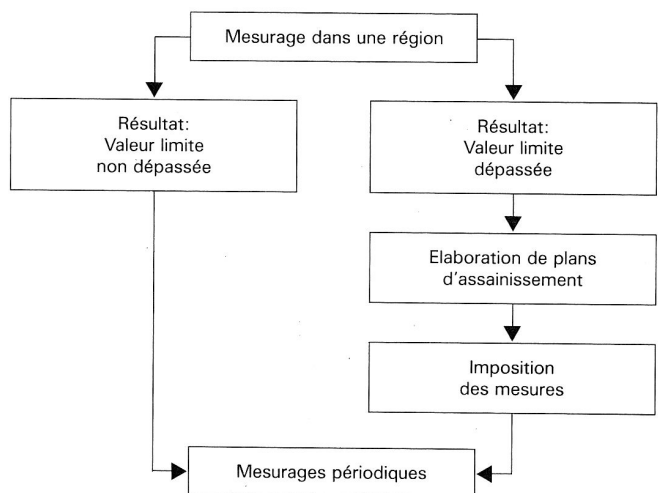 Mesurage dans une région
Résultat:
Valeur limite
non dépassée
Résultat:
Valeur limite
dépassée
Elaboration de plans
d'assainissement
Imposition
des mesures
Mesurages périodiques